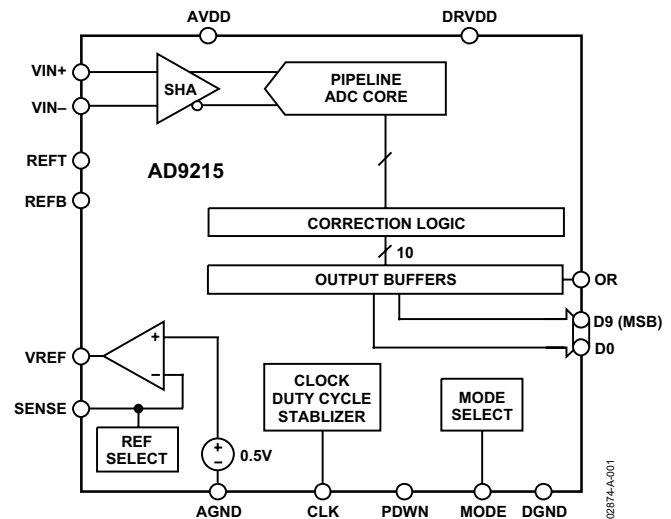 AVDD
DRVDD
VIN+
SHA
PIPELINE
ADC CORE
VIN–
REFT
AD9215
REFB
CORRECTION LOGIC
10
OUTPUT BUFFERS
OR
D9 (MSB)
D0
+
VREF
–
CLOCK
DUTY CYCLE
STABLIZER
MODE
SELECT
SENSE
REF
SELECT
+
–
0.5V
AGND
CLK
PDWN
MODE
DGND
02874-A-001